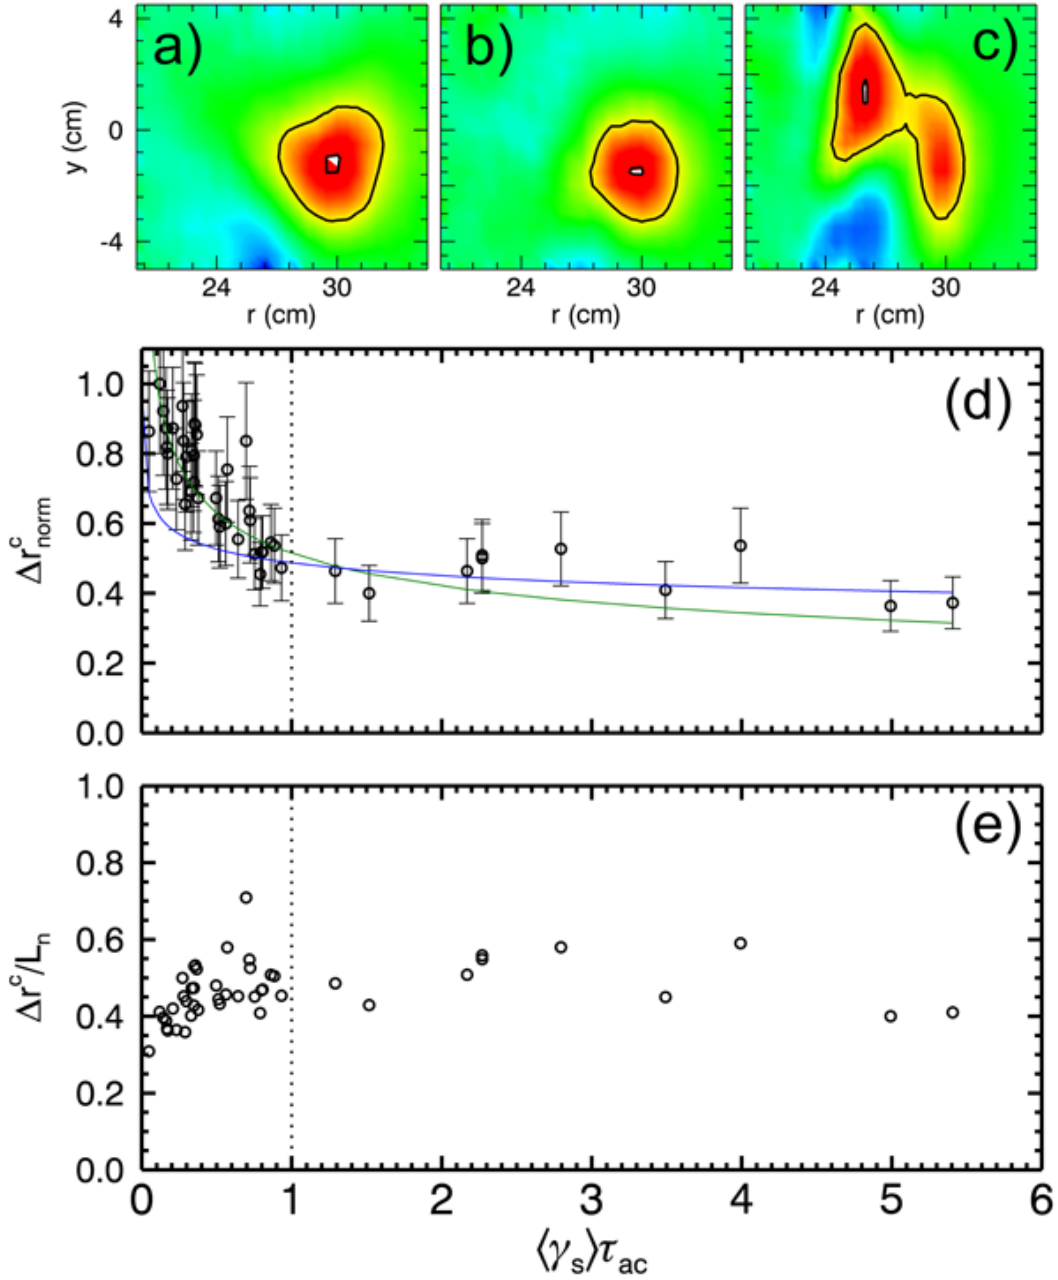 a) b) c)
4
0
-4
y (cm)
24 30 24 30 24 30
r (cm) r (cm) r (cm)
(d)
1.0
0.8
0.6
0.4
0.2
0.0
Δr^c_norm
(e)
1.0
0.8
0.6
0.4
0.2
0.0
Δr^c/L_n
0 1 2 3 4 5 6
⟨γ_s⟩τ_ac